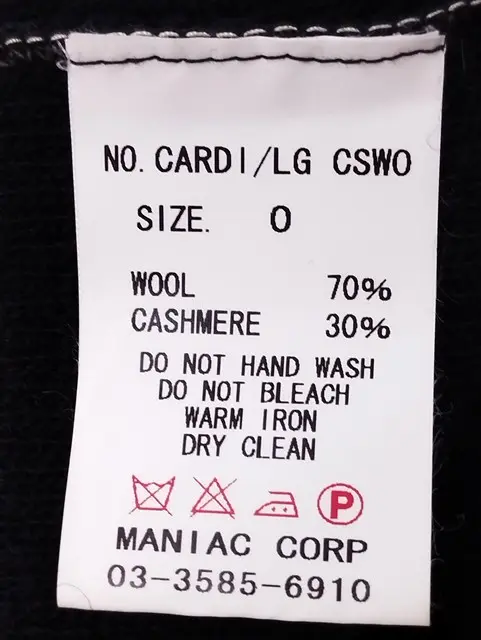 NO. CARDI/LG CSWO
SIZE. 0
WOOL 70%
CASHMERE 30%
DO NOT HAND WASH
DO NOT BLEACH
WARM IRON
DRY CLEAN
P
MANIAC CORP
03-3585-6910